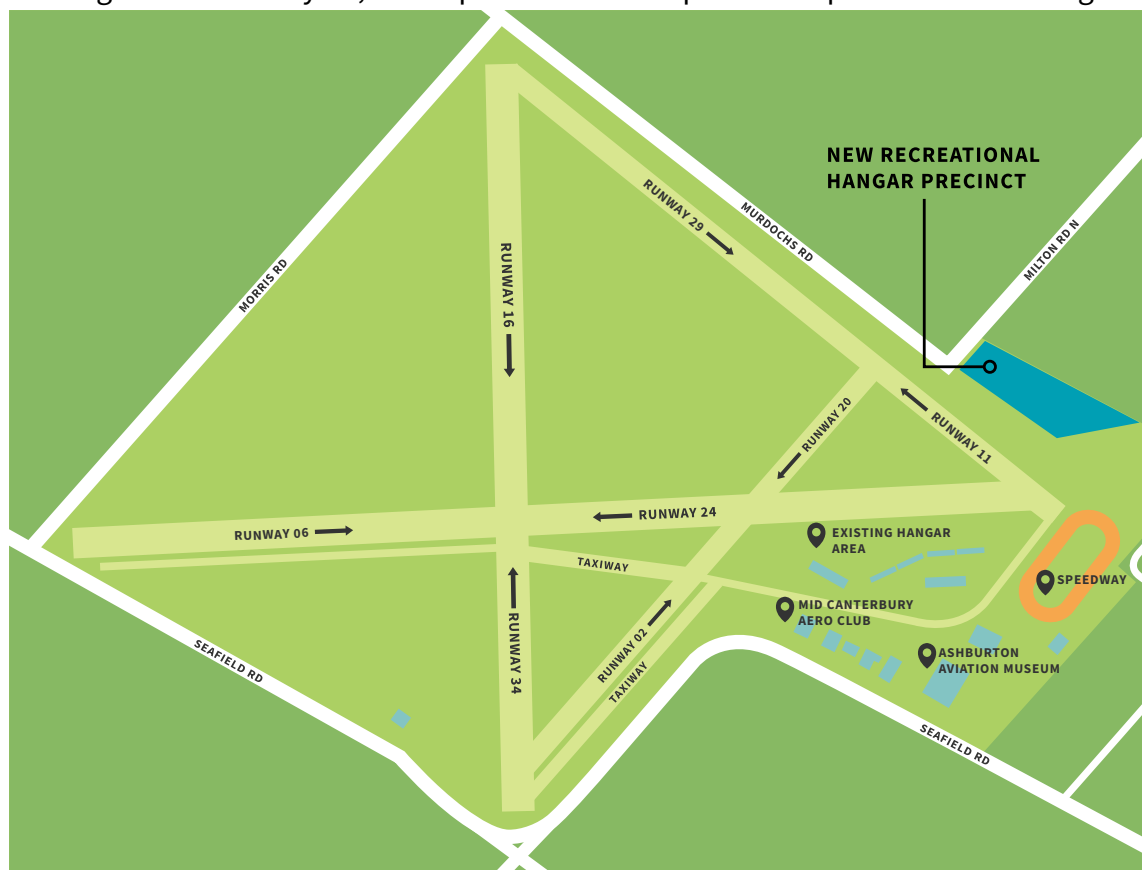 NEW RECREATIONAL
HANGAR PRECINCT
RUNWAY 29
MURDOCHS RD
MILTON RD N
MORRIS RD
RUNWAY 16
RUNWAY 20
RUNWAY 11
RUNWAY 06
RUNWAY 24
EXISTING HANGAR
AREA
TAXIWAY
SPEEDWAY
MID CANTERBURY
AERO CLUB
RUNWAY 34
RUNWAY 02
TAXIWAY
ASHBURTON
AVIATION MUSEUM
SEAFIELD RD
SEAFIELD RD